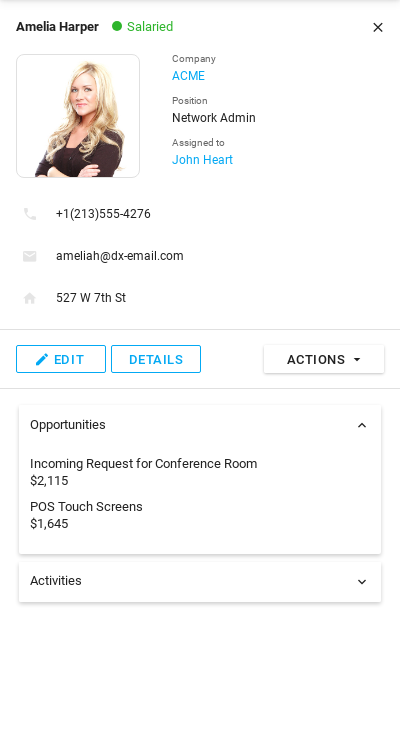 Amelia Harper Salaried
Company
ACME
Position
Network Admin
Assigned to
John Heart
+1(213)555-4276
ameliah@dx-email.com
527 W 7th St
EDIT DETAILS ACTIONS
Opportunities
Incoming Request for Conference Room
$2,115
POS Touch Screens
$1,645
Activities